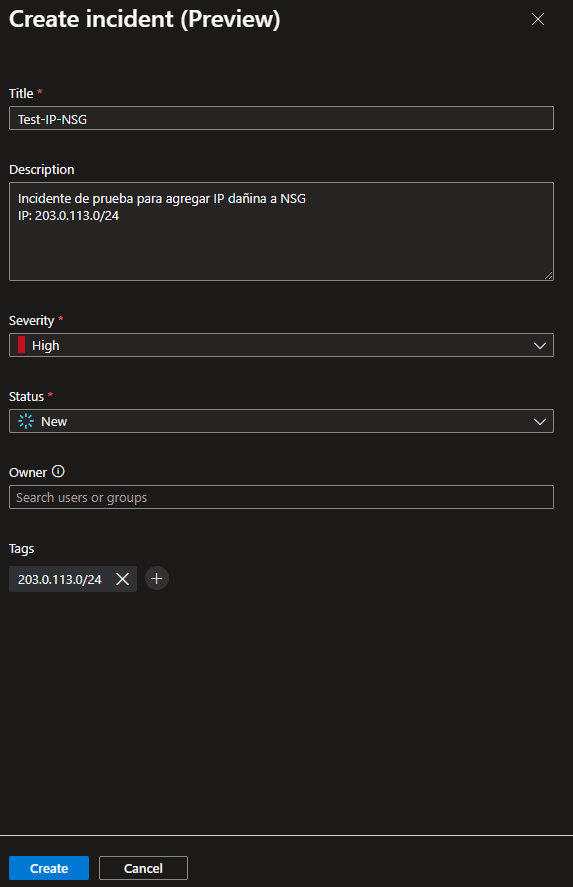 Create incident (Preview)
Title *
Test-IP-NSG
Description
Incidente de prueba para agregar IP dañina a NSG
IP: 203.0.113.0/24
Severity *
High
Status *
New
Owner
Search users or groups
Tags
203.0.113.0/24
Create
Cancel